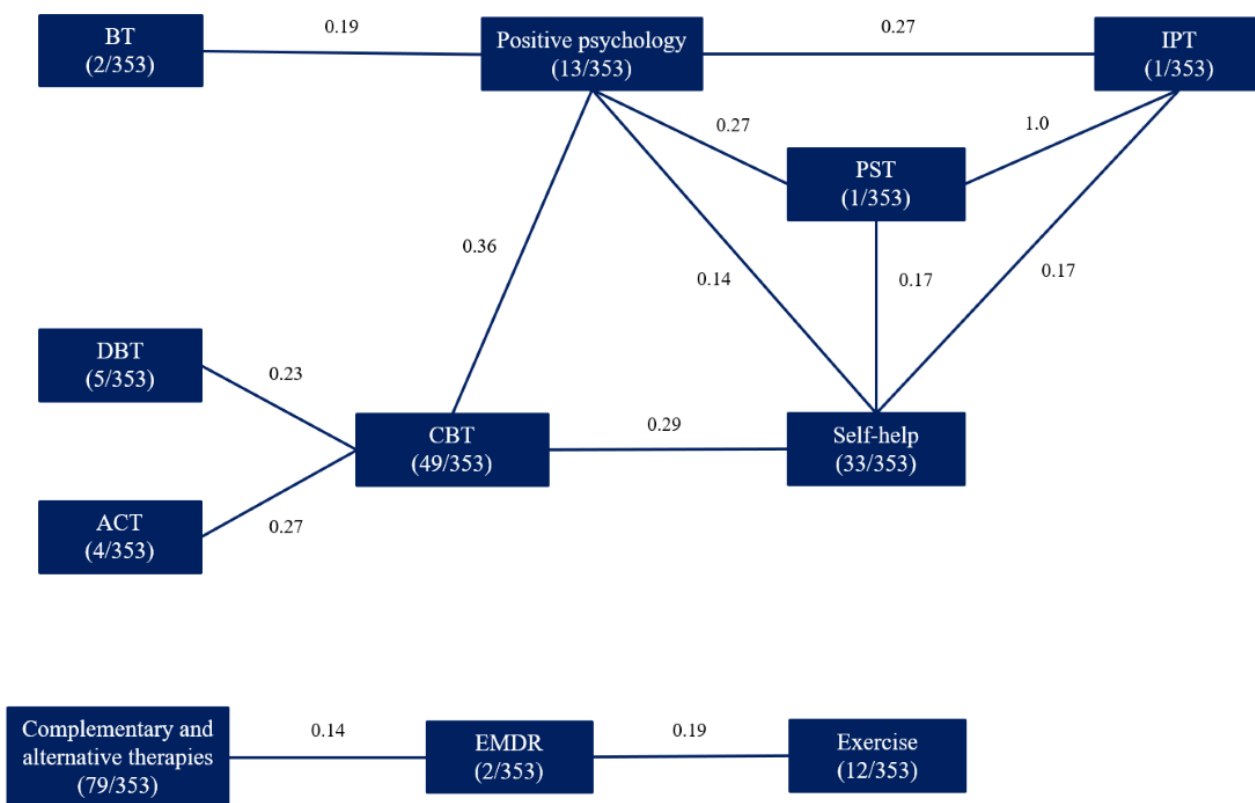 0.19
0.27
BT
(2/353)
Positive psychology
(13/353)
IPT
(1/353)
0.27
1.0
PST
(1/353)
0.36
0.14
0.17
0.17
DBT
(5/353)
0.23
CBT
(49/353)
0.29
Self-help
(33/353)
ACT
(4/353)
0.27
Complementary and
alternative therapies
(79/353)
0.14
EMDR
(2/353)
0.19
Exercise
(12/353)